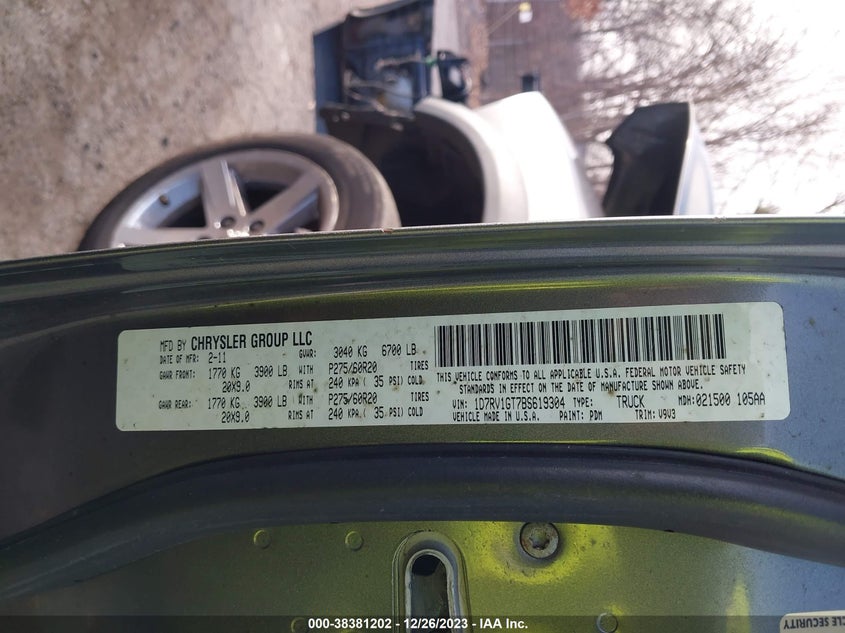 MFD BY CHRYSLER GROUP LLC
DATE OF MFR: 2-11 GVWR: 3040 KG 6700 LB
GAWR FRONT: 1770 KG 3900 LB WITH P275/60R20 TIRES
20X9.0 RIMS AT 240 KPA ( 35 PSI) COLD
GAWR REAR: 1770 KG 3900 LB WITH P275/60R20 TIRES
20X9.0 RIMS AT 240 KPA ( 35 PSI) COLD
THIS VEHICLE CONFORMS TO ALL APPLICABLE U.S.A. FEDERAL MOTOR VEHICLE SAFETY
STANDARDS IN EFFECT ON THE DATE OF MANUFACTURE SHOWN ABOVE.
VIN: 1D7RV1GT7BS619304 TYPE: TRUCK MDH: 021500 105AA
VEHICLE MADE IN U.S.A. PAINT: PDM TRIM: V9V3
CLE SECURITY
000-38381202 - 12/26/2023 - IAA Inc.